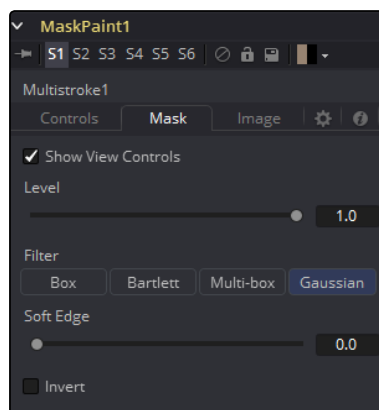 MaskPaint1
S1 S2 S3 S4 S5 S6
Multistroke1
Controls Mask Image
Show View Controls
Level
1.0
Filter
Box Bartlett Multi-box Gaussian
Soft Edge
0.0
Invert